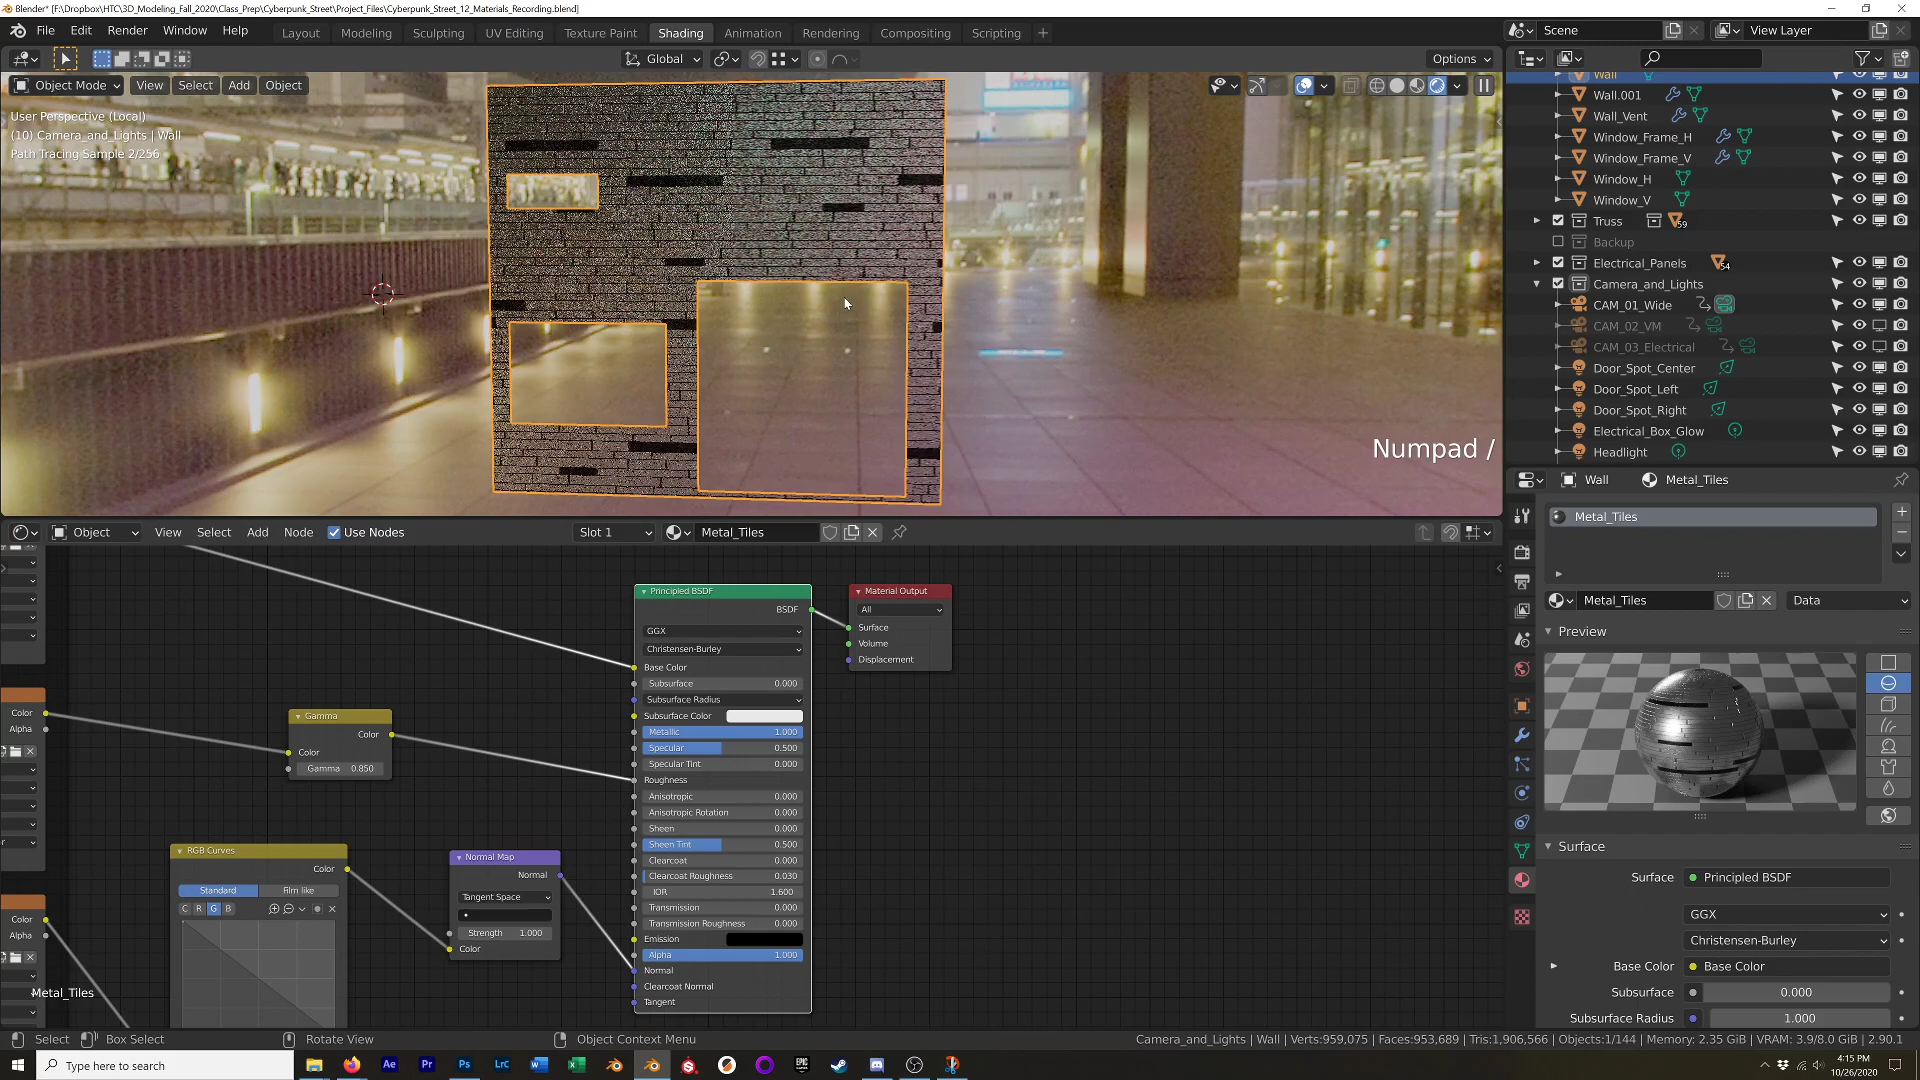 Blender* [F:\Dropbox\HTC\3D_Modeling_Fall_2020\Class_Prep\Cyberpunk_Street\Project_Files\Cyberpunk_Street_12_Materials_Recording.blend]
File Edit Render Window Help
Layout Modeling Sculpting UV Editing Texture Paint Shading Animation Rendering Compositing Scripting +
Scene
View Layer
Global
Options
Object Mode View Select Add Object
User Perspective (Local)
(10) Camera_and_Lights | Wall
Path Tracing Sample 2/256
Numpad /
Wall
Wall.001
Wall_Vent
Window_Frame_H
Window_Frame_V
Window_H
Window_V
Truss 59
Backup
Electrical_Panels 54
Camera_and_Lights
CAM_01_Wide
CAM_02_VM
CAM_03_Electrical
Door_Spot_Center
Door_Spot_Left
Door_Spot_Right
Electrical_Box_Glow
Headlight
Object View Select Add Node Use Nodes Slot 1 Metal_Tiles
Color
Alpha
Color
Alpha
Gamma
Color
Color
Gamma 0.850
RGB Curves
Color
Standard Film like
C R G B
Normal Map
Normal
Tangent Space
Strength 1.000
Color
Principled BSDF
BSDF
GGX
Christensen-Burley
Base Color
Subsurface 0.000
Subsurface Radius
Subsurface Color
Metallic 1.000
Specular 0.500
Specular Tint 0.000
Roughness
Anisotropic 0.000
Anisotropic Rotation 0.000
Sheen 0.000
Sheen Tint 0.500
Clearcoat 0.000
Clearcoat Roughness 0.030
IOR 1.600
Transmission 0.000
Transmission Roughness 0.000
Emission
Alpha 1.000
Normal
Clearcoat Normal
Tangent
Material Output
All
Surface
Volume
Displacement
Metal_Tiles
Wall Metal_Tiles
Metal_Tiles
Metal_Tiles Data
Preview
Surface
Surface Principled BSDF
GGX
Christensen-Burley
Base Color Base Color
Subsurface 0.000
Subsurface Radius 1.000
Select Box Select Rotate View Object Context Menu
Camera_and_Lights | Wall | Verts:959,075 | Faces:953,689 | Tris:1,906,566 | Objects:1/144 | Memory: 2.35 GiB | VRAM: 3.9/8.0 GiB | 2.90.1
Type here to search
Ae Pr Ps Lrc
4:15 PM
10/26/2020